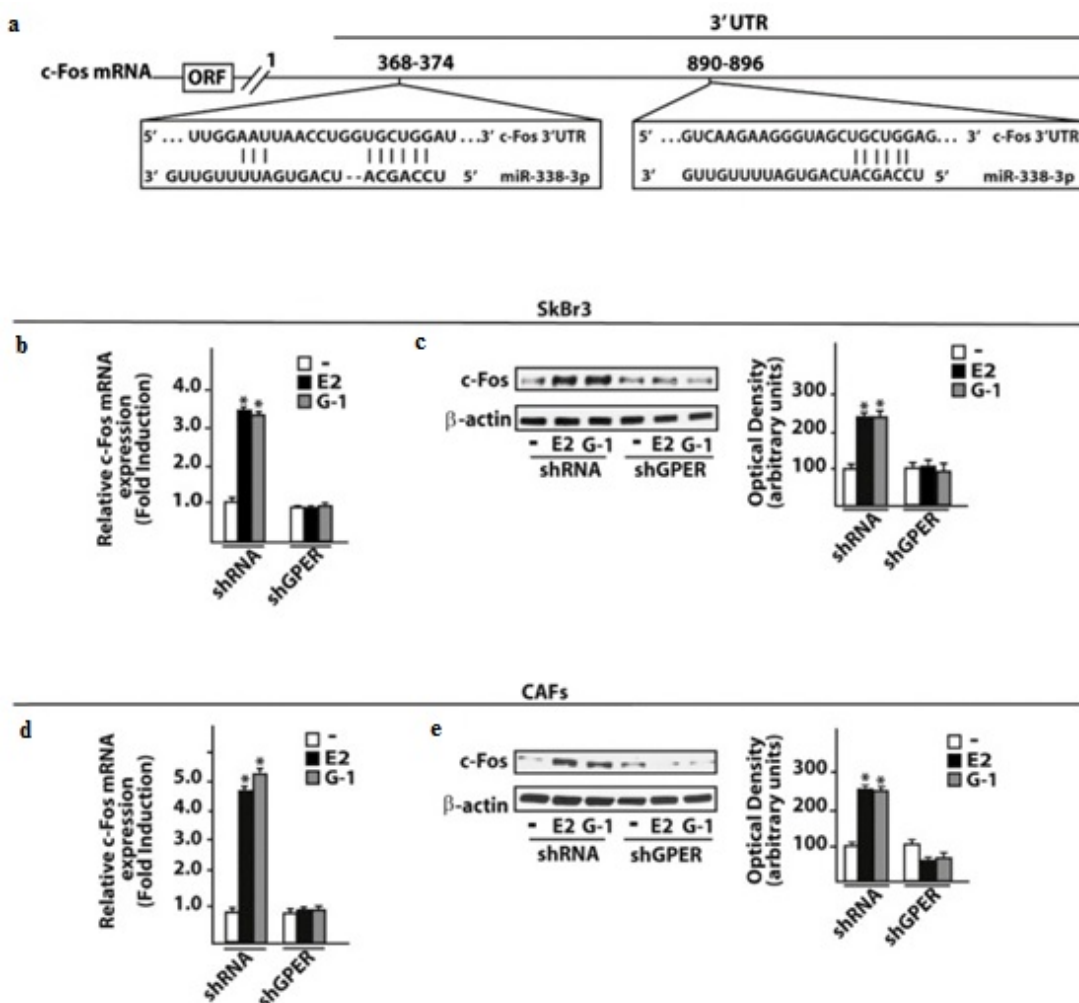 a
3' UTR
c-Fos mRNA ORF 1 368-374 890-896
5' ... UUGGAAUUAACCUGGUGCUGGAU ...3' c-Fos 3'UTR
3' GUUGUUUUAGUGACU--ACGACCU 5' miR-338-3p
5' ...GUCAAGAAGGGUAGCUGCUGGAG... 3' c-Fos 3'UTR
3' GUUGUUUUAGUGACUACGACCU 5' miR-338-3p
SkBr3
b
Relative c-Fos mRNA
expression
(Fold Induction)
4.0
3.0
2.0
1.0
-
E2
G-1
* *
shRNA
shGPER
c
c-Fos
β-actin
- E2 G-1 - E2 G-1
shRNA shGPER
Optical Density
(arbitrary units)
300
200
100
-
E2
G-1
* *
shRNA
shGPER
CAFs
d
Relative c-Fos mRNA
expression
(Fold Induction)
5.0
4.0
3.0
2.0
1.0
-
E2
G-1
* *
shRNA
shGPER
e
c-Fos
β-actin
- E2 G-1 - E2 G-1
shRNA shGPER
Optical Density
(arbitrary units)
300
200
100
-
E2
G-1
* *
shRNA
shGPER